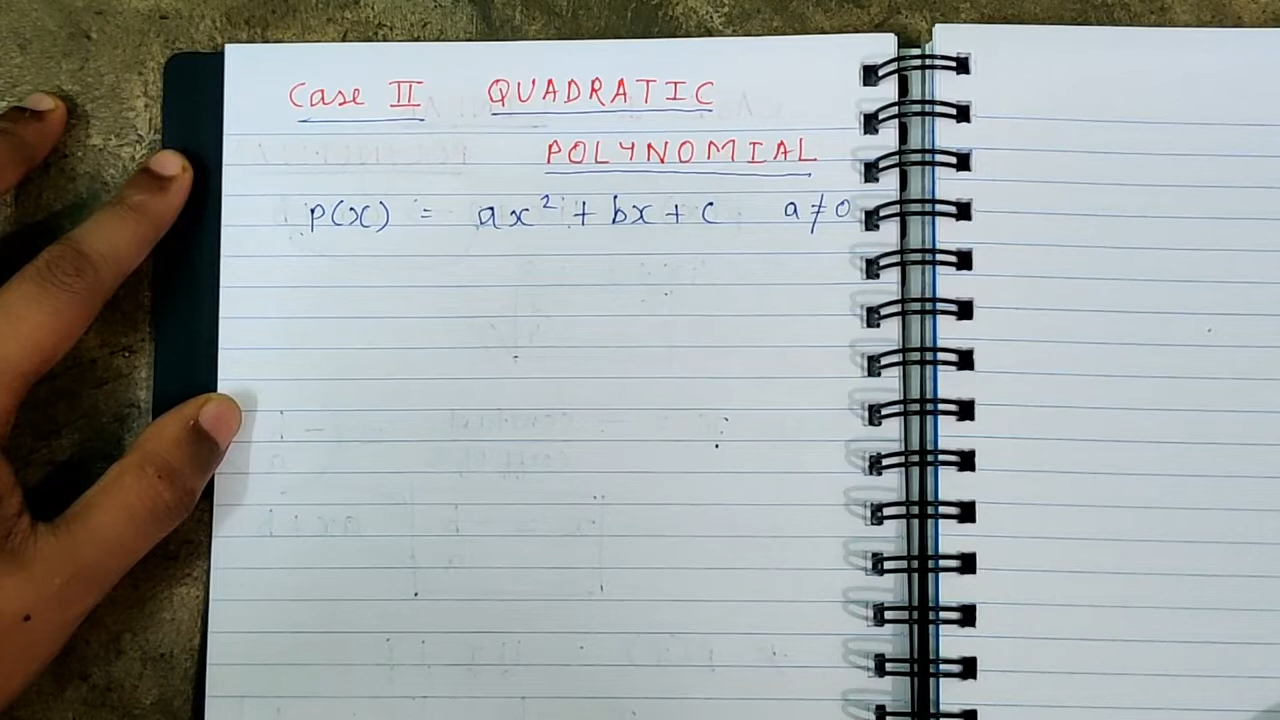 Case II QUADRATIC
POLYNOMIAL
p(x) = ax² + bx + c a ≠ 0